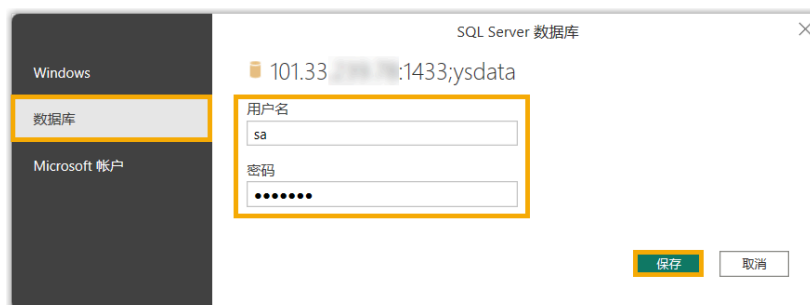 SQL Server 数据库
Windows
数据库
Microsoft 帐户
101.33 :1433;ysdata
用户名
sa
密码
•••••••
保存
取消